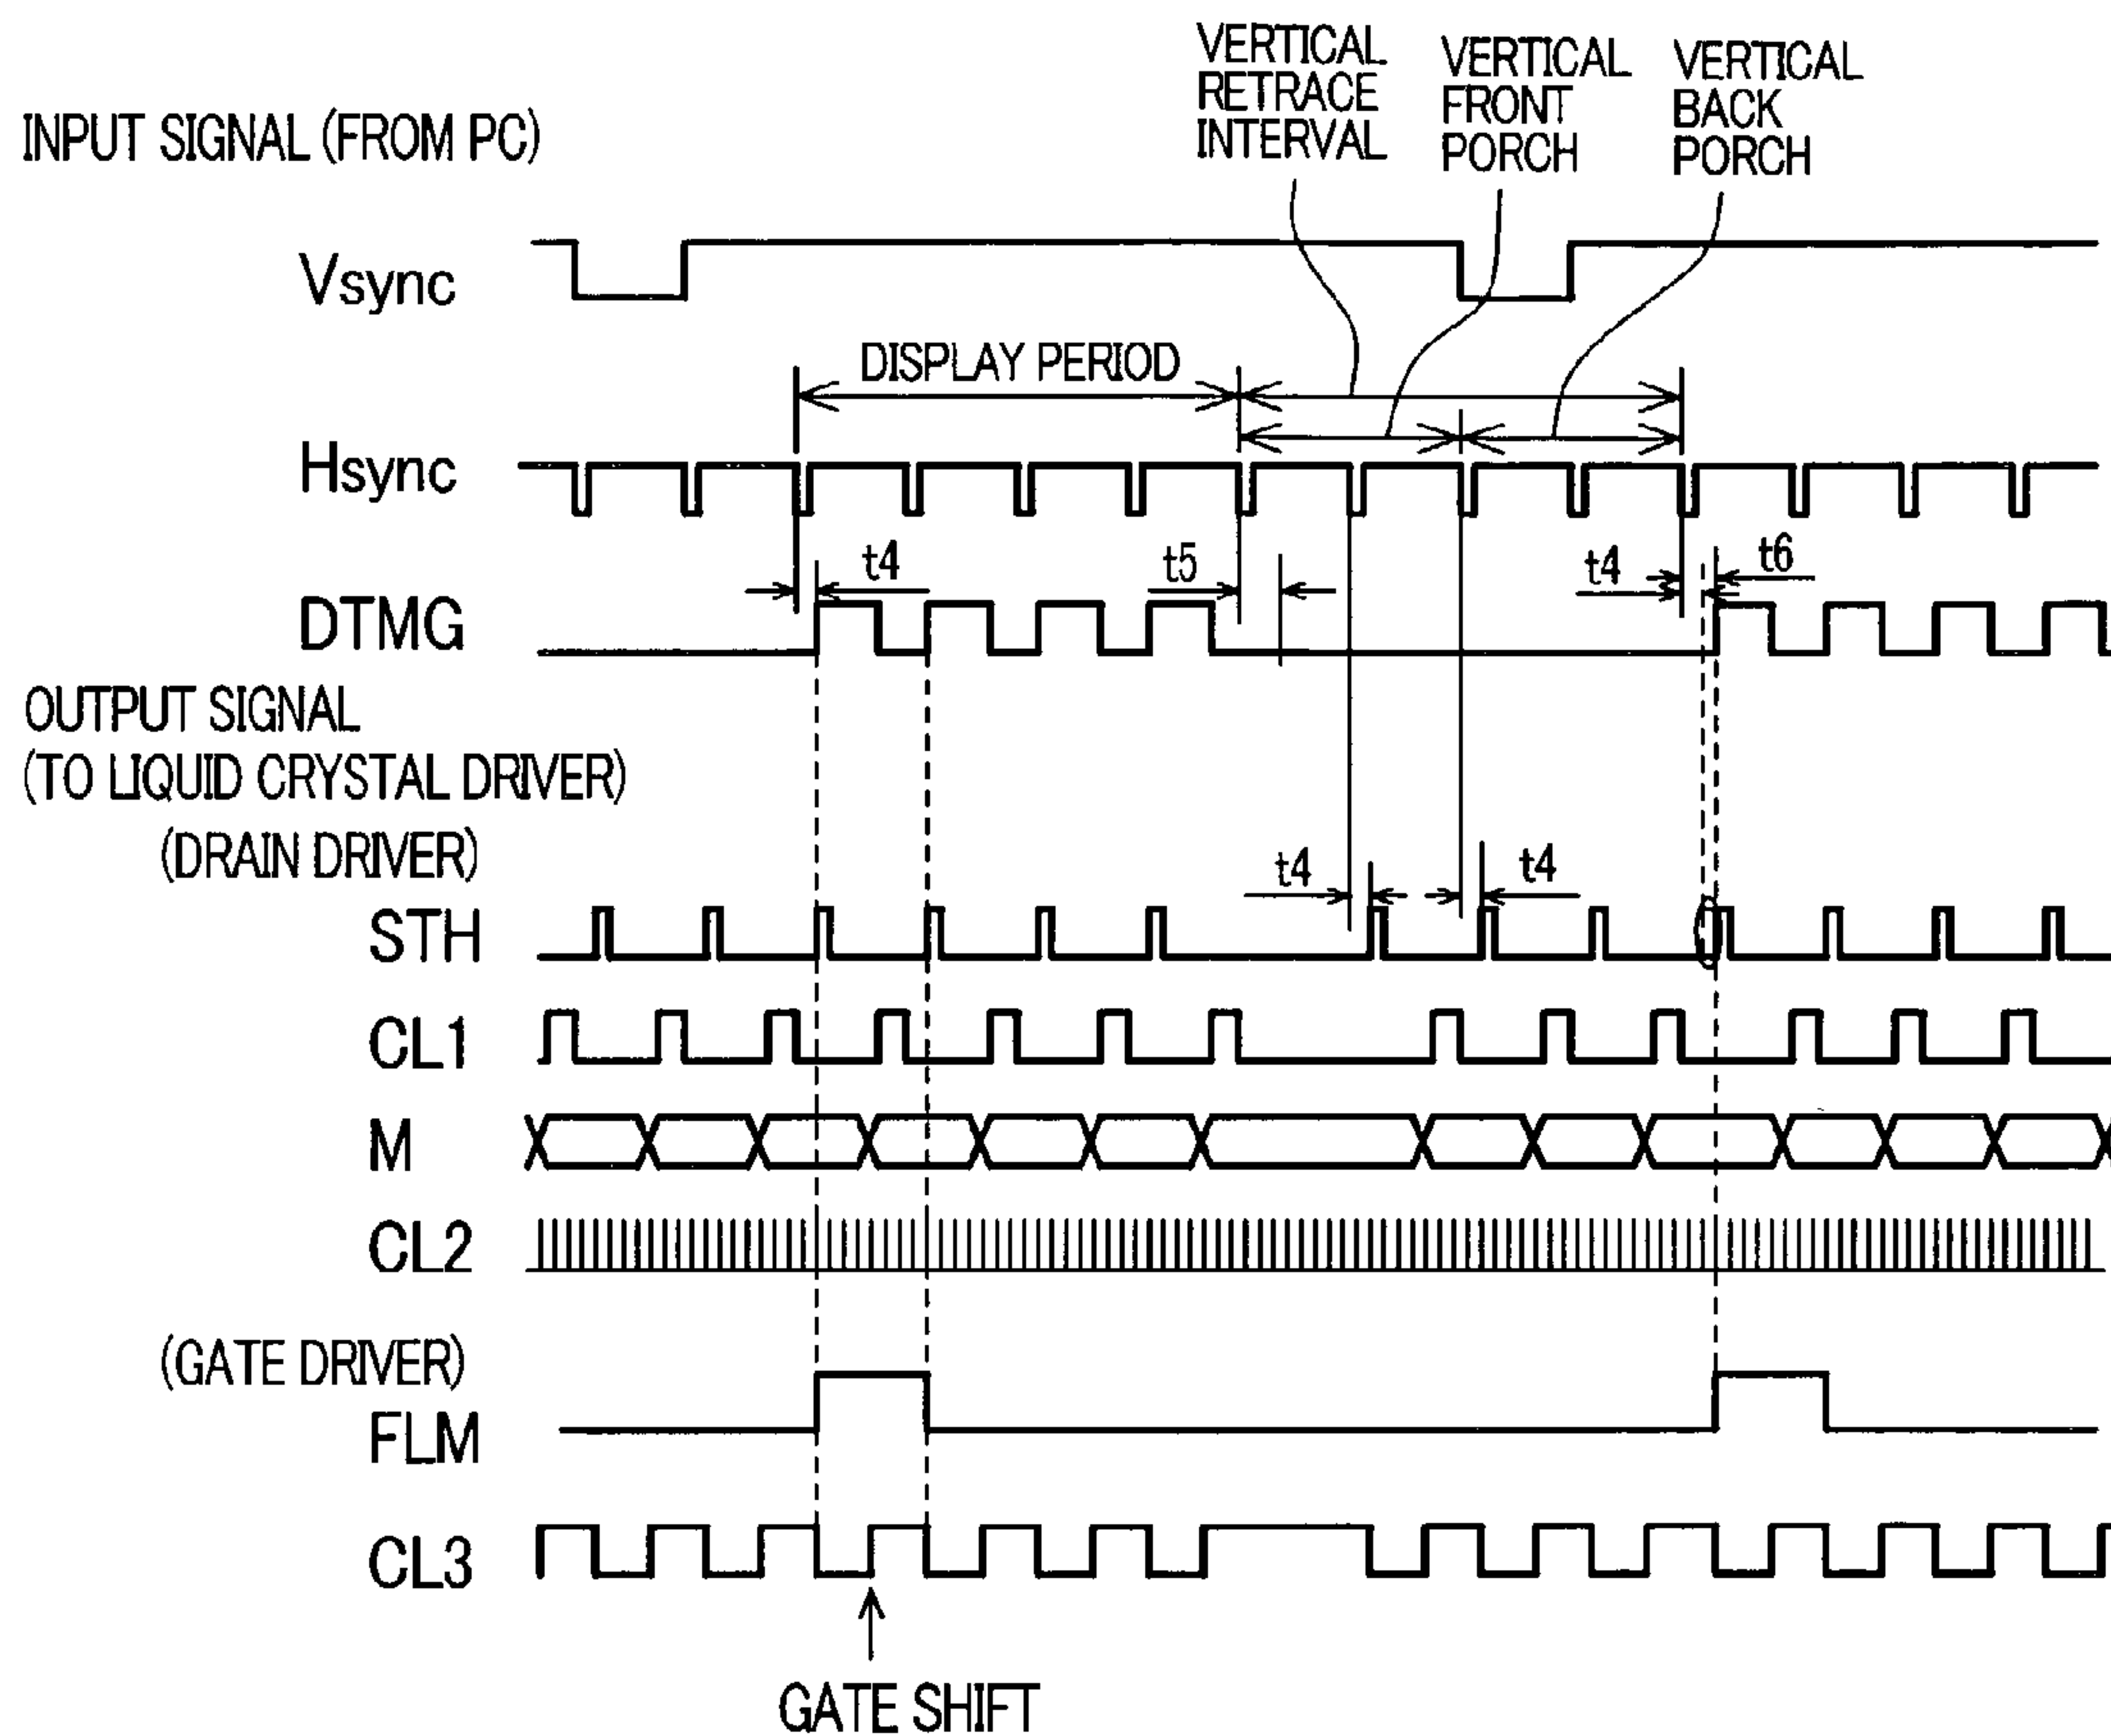 VERTICAL
RETRACE
INTERVAL
VERTICAL
FRONT
PORCH
VERTICAL
BACK
PORCH
INPUT SIGNAL (FROM PC)
Vsync
DISPLAY PERIOD
Hsync
t4
t5
t4
t6
DTMG
OUTPUT SIGNAL
(TO LIQUID CRYSTAL DRIVER)
(DRAIN DRIVER)
t4
t4
STH
CL1
M
CL2
(GATE DRIVER)
FLM
CL3
GATE SHIFT